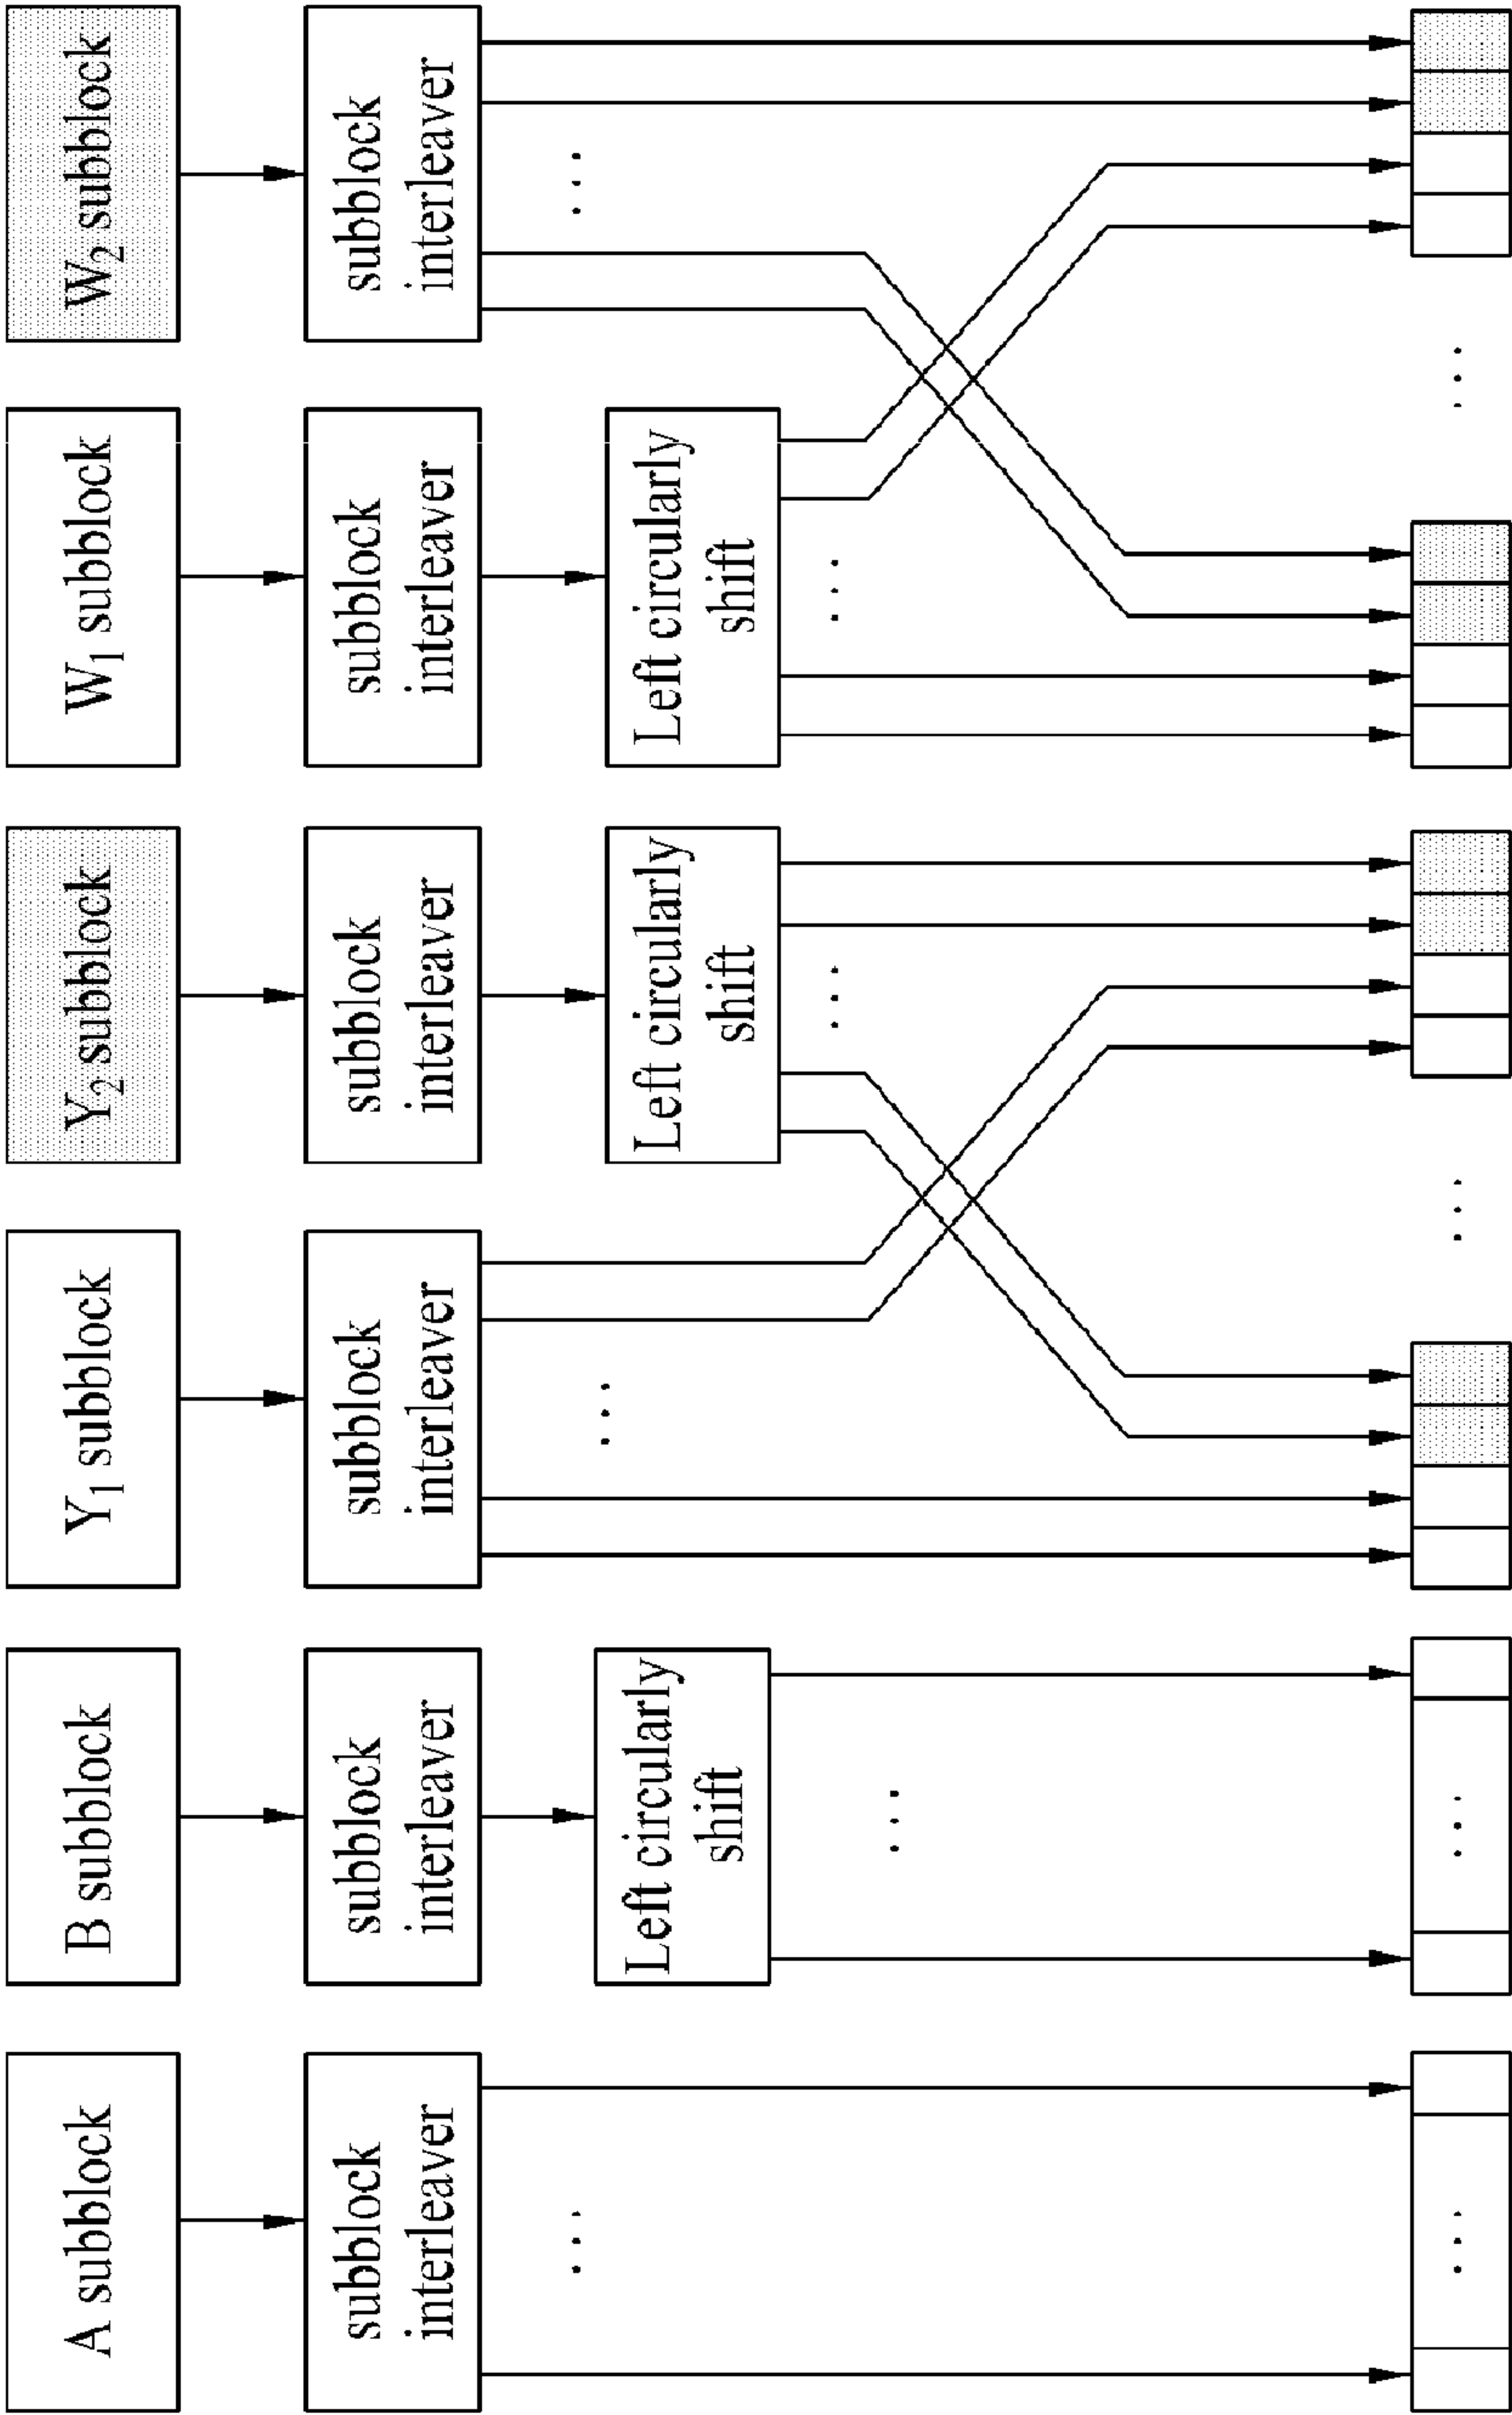 A subblock
B subblock
Y1 subblock
Y2 subblock
W1 subblock
W2 subblock
subblock
interleaver
subblock
interleaver
subblock
interleaver
subblock
interleaver
subblock
interleaver
subblock
interleaver
Left circularly
shift
Left circularly
shift
Left circularly
shift